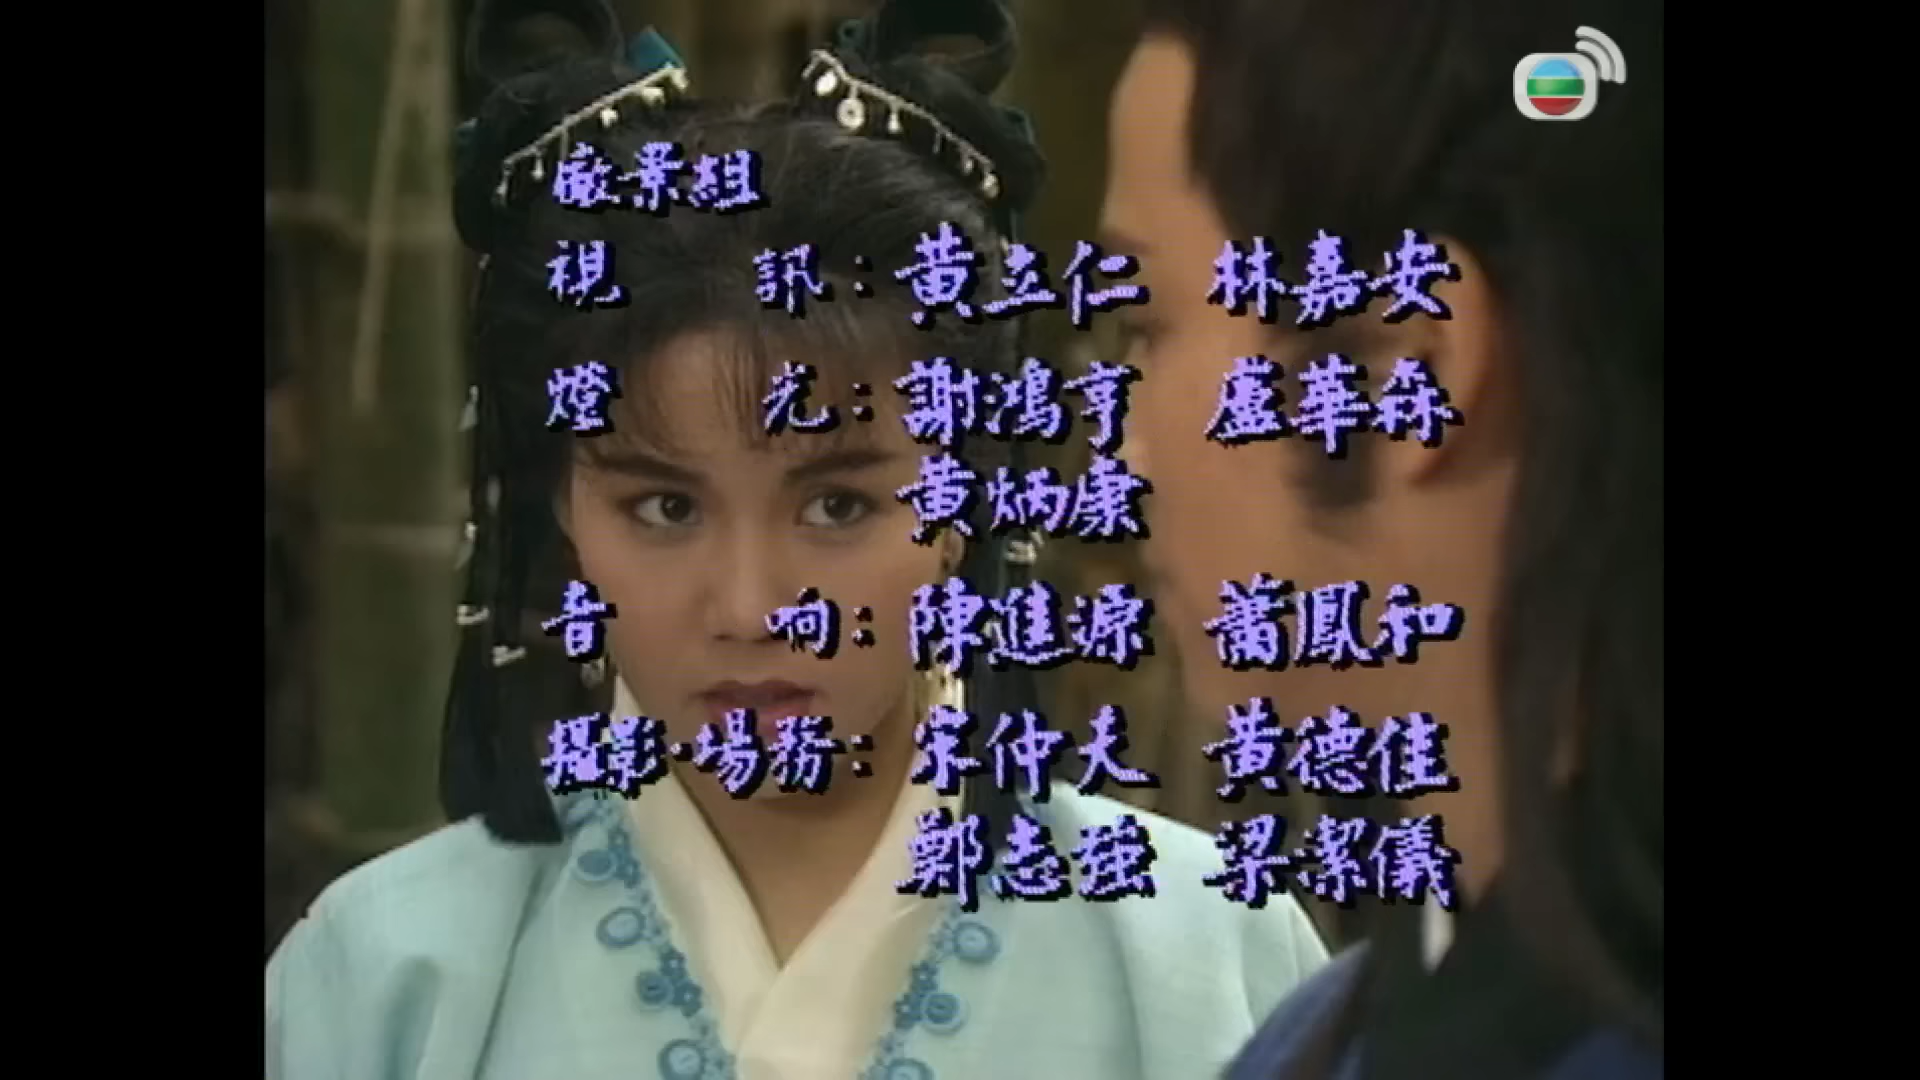 廠景組
視 訊：黃立仁 林嘉安
燈 光：謝鴻亨 盧華森
黃炳康
音 响：陳進源 蕭鳳和
攝影·場務：宋仲夫 黃德佳
鄭志強 梁潔儀